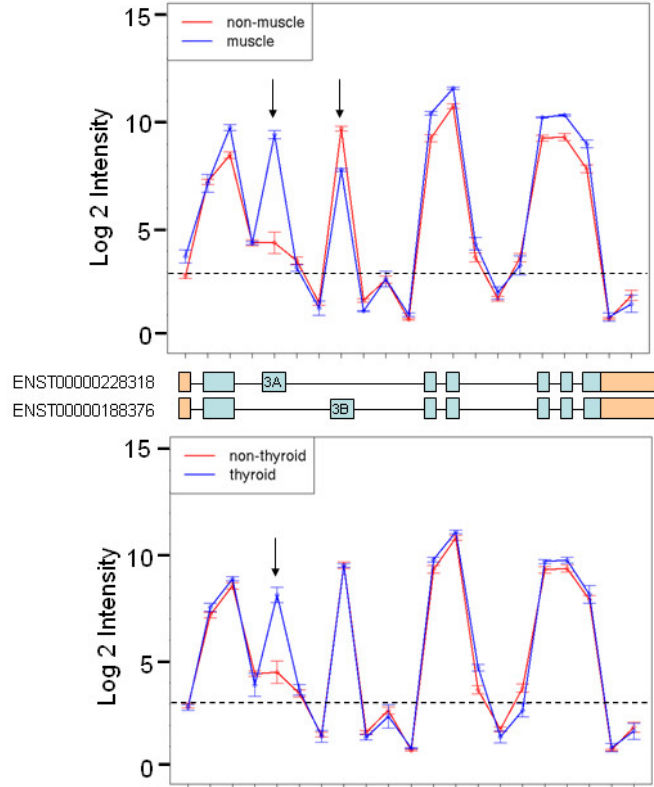 15
non-muscle
muscle
10
Log 2 Intensity
5
0
ENST00000228318
3A
ENST00000188376
3B
15
non-thyroid
thyroid
10
Log 2 Intensity
5
0